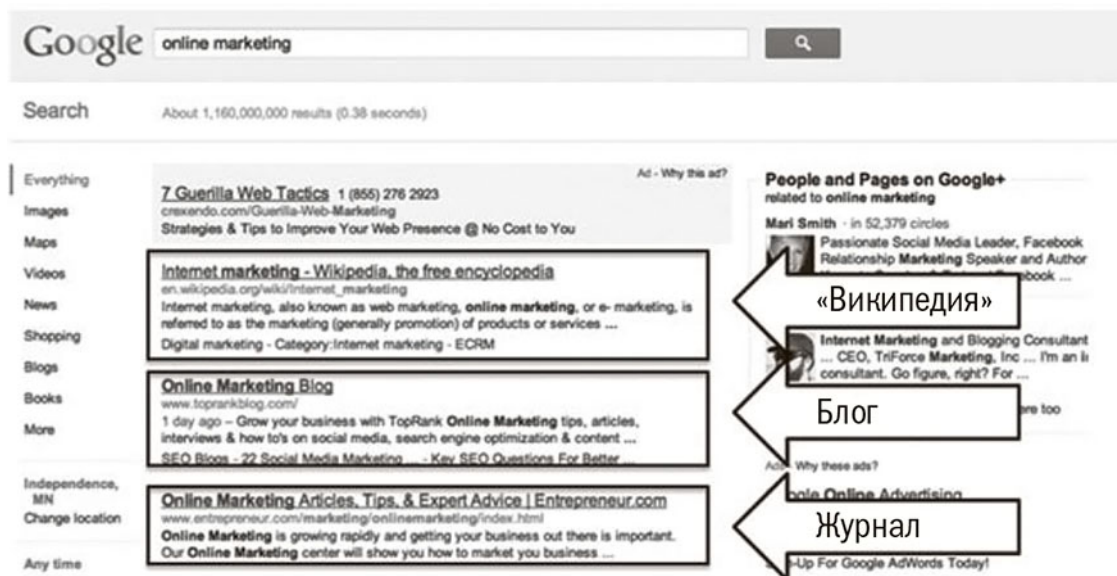 Google
online marketing
Search
About 1,160,000,000 results (0.38 seconds)
Everything
Images
Maps
Videos
News
Shopping
Blogs
Books
More
Independence,
MN
Change location
Any time
Ad - Why this ad?
7 Guerilla Web Tactics 1 (855) 276 2923
crexendo.com/Guerilla-Web-Marketing
Strategies & Tips to Improve Your Web Presence @ No Cost to You
Internet marketing - Wikipedia, the free encyclopedia
en.wikipedia.org/wiki/Internet_marketing
Internet marketing, also known as web marketing, online marketing, or e- marketing, is
referred to as the marketing (generally promotion) of products or services ...
Digital marketing - Category:Internet marketing - ECRM
Online Marketing Blog
www.toprankblog.com/
1 day ago – Grow your business with TopRank Online Marketing tips, articles,
interviews & how to's on social media, search engine optimization & content ...
SEO Blogs - 22 Social Media Marketing ... - Key SEO Questions For Better ...
Online Marketing Articles, Tips, & Expert Advice | Entrepreneur.com
www.entrepreneur.com/marketing/onlinemarketing/index.html
Online Marketing is growing rapidly and getting your business out there is important.
Our Online Marketing center will show you how to market you business ...
People and Pages on Google+
related to online marketing
Mari Smith - in 52,379 circles
Passionate Social Media Leader, Facebook
Relationship Marketing Speaker and Author
«Википедия»
Internet Marketing and Blogging Consultant
... CEO, TriForce Marketing, Inc ... I'm an
consultant. Go figure, right? For ...
Блог
too
Why these ads?
Online Advertising
Журнал
Up For Google AdWords Today!